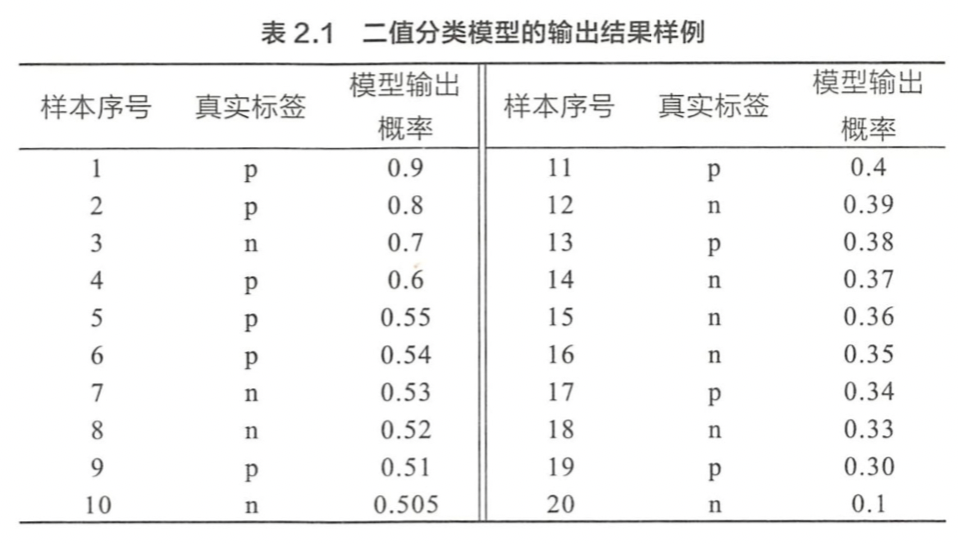 表 2.1 二值分类模型的输出结果样例
样本序号 真实标签 模型输出概率 样本序号 真实标签 模型输出概率
1 p 0.9 11 p 0.4
2 p 0.8 12 n 0.39
3 n 0.7 13 p 0.38
4 p 0.6 14 n 0.37
5 p 0.55 15 n 0.36
6 p 0.54 16 n 0.35
7 n 0.53 17 p 0.34
8 n 0.52 18 n 0.33
9 p 0.51 19 p 0.30
10 n 0.505 20 n 0.1